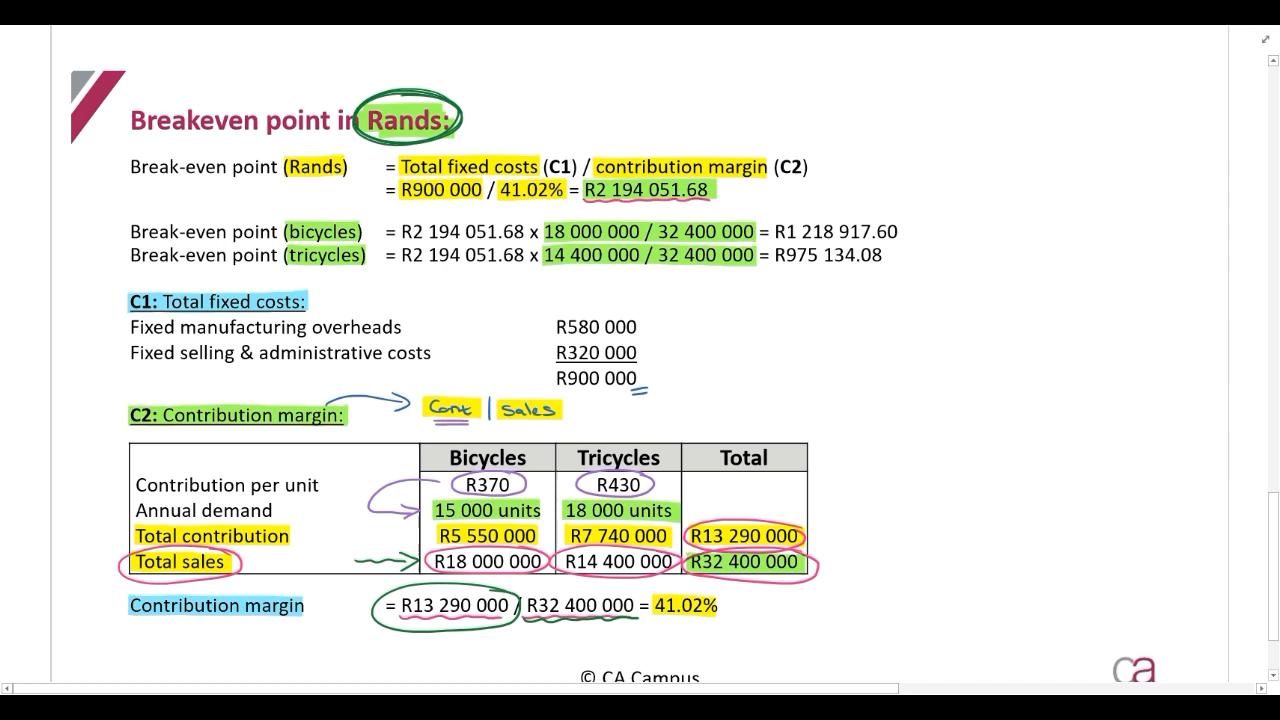 Breakeven point in Rands:
Break-even point (Rands) = Total fixed costs (C1) / contribution margin (C2)
= R900 000 / 41.02% = R2 194 051.68
Break-even point (bicycles) = R2 194 051.68 x 18 000 000 / 32 400 000 = R1 218 917.60
Break-even point (tricycles) = R2 194 051.68 x 14 400 000 / 32 400 000 = R975 134.08
C1: Total fixed costs:
Fixed manufacturing overheads R580 000
Fixed selling & administrative costs R320 000
R900 000
C2: Contribution margin: Cont | Sales
Bicycles Tricycles Total
Contribution per unit R370 R430
Annual demand 15 000 units 18 000 units
Total contribution R5 550 000 R7 740 000 R13 290 000
Total sales R18 000 000 R14 400 000 R32 400 000
Contribution margin = R13 290 000 / R32 400 000 = 41.02%
© CA Campus
ca